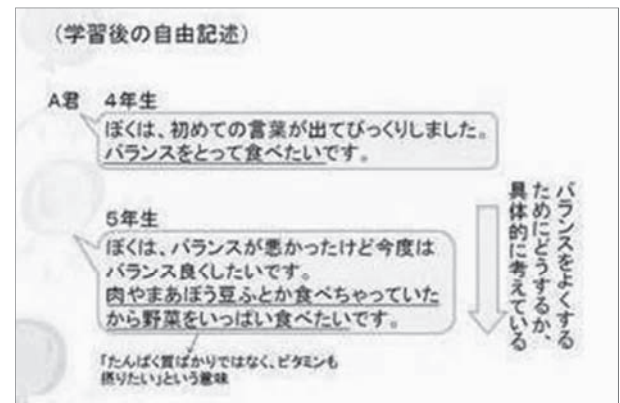 (学習後の自由記述)
A君 4年生
ぼくは、初めての言葉が出てびっくりしました。
バランスをとって食べたいです。
5年生
ぼくは、バランスが悪かったけど今度は
バランス良くしたいです。
肉やまあぼう豆ふとか食べちゃっていた
から野菜をいっぱい食べたいです。
「たんぱく質ばかりではなく、ビタミンも
摂りたい」という意味
バランスをよくする
ためにどうするか、
具体的に考えている